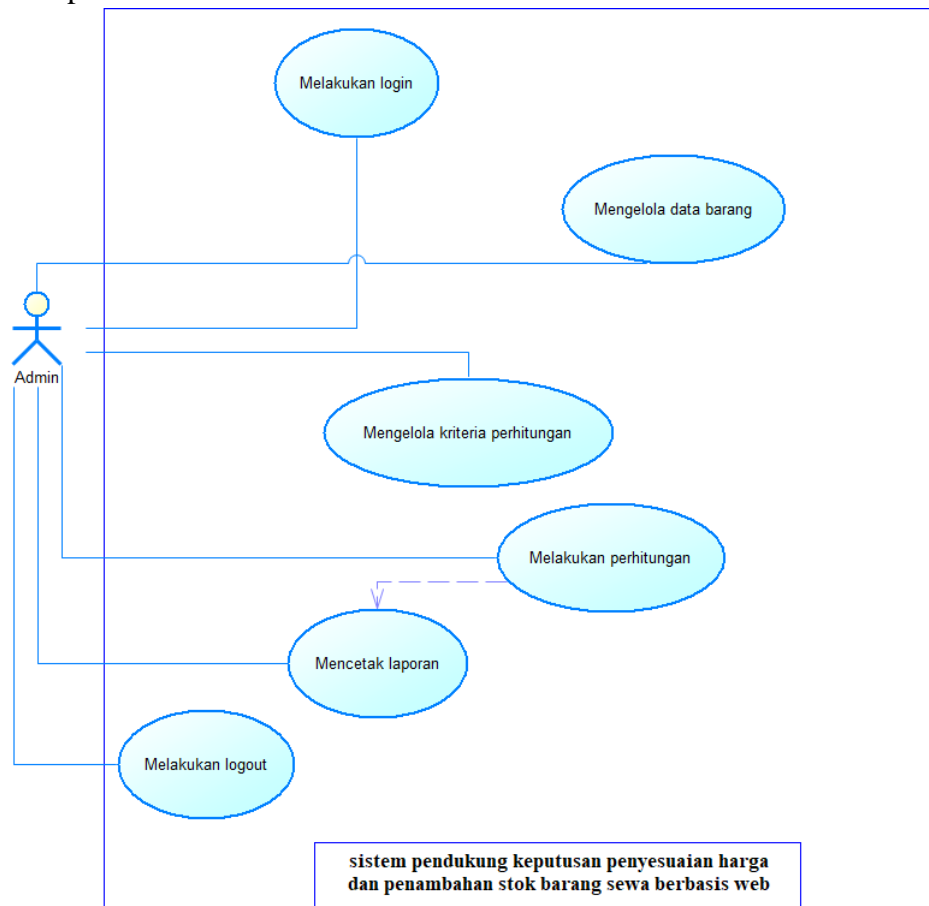 Melakukan login
Mengelola data barang
Admin
Mengelola kriteria perhitungan
Melakukan perhitungan
Mencetak laporan
Melakukan logout
sistem pendukung keputusan penyesuaian harga
dan penambahan stok barang sewa berbasis web